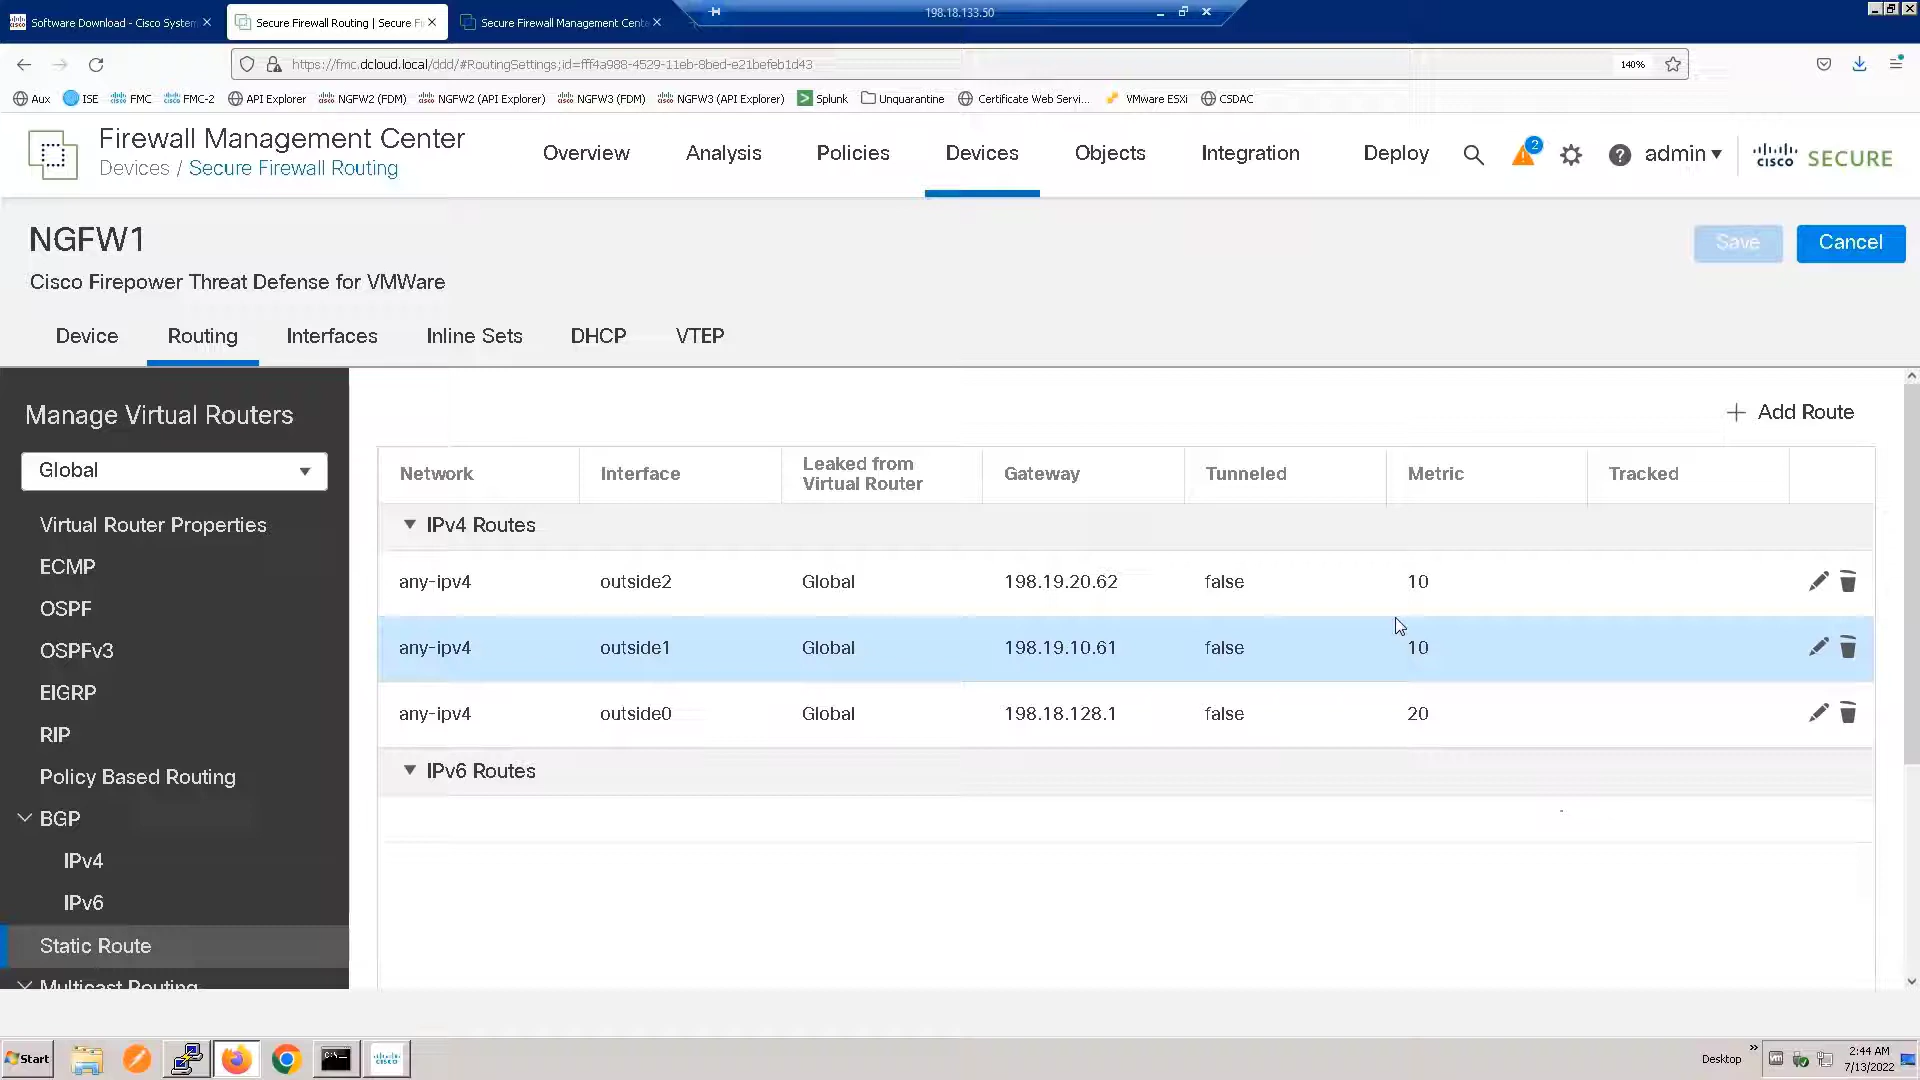 Software Download - Cisco System
Secure Firewall Routing | Secure F
Secure Firewall Management Cent
198.18.133.50
https://fmc.dcloud.local/ddd/#RoutingSettings;id=fff4a988-4529-11eb-8bed-e21befeb1d43
140%
Aux
ISE
FMC
FMC-2
API Explorer
NGFW2 (FDM)
NGFW2 (API Explorer)
NGFW3 (FDM)
NGFW3 (API Explorer)
Splunk
Unquarantine
Certificate Web Servi...
VMware ESXi
CSDAC
Firewall Management Center
Devices / Secure Firewall Routing
Overview
Analysis
Policies
Devices
Objects
Integration
Deploy
2
admin
cisco SECURE
NGFW1
Save
Cancel
Cisco Firepower Threat Defense for VMWare
Device
Routing
Interfaces
Inline Sets
DHCP
VTEP
Manage Virtual Routers
Global
Virtual Router Properties
ECMP
OSPF
OSPFv3
EIGRP
RIP
Policy Based Routing
BGP
IPv4
IPv6
Static Route
Multicast Routing
+ Add Route
Network Interface Leaked from Virtual Router Gateway Tunneled Metric Tracked
IPv4 Routes
any-ipv4 outside2 Global 198.19.20.62 false 10
any-ipv4 outside1 Global 198.19.10.61 false 10
any-ipv4 outside0 Global 198.18.128.1 false 20
IPv6 Routes
Start
cisco
Desktop
2:44 AM
7/13/2022